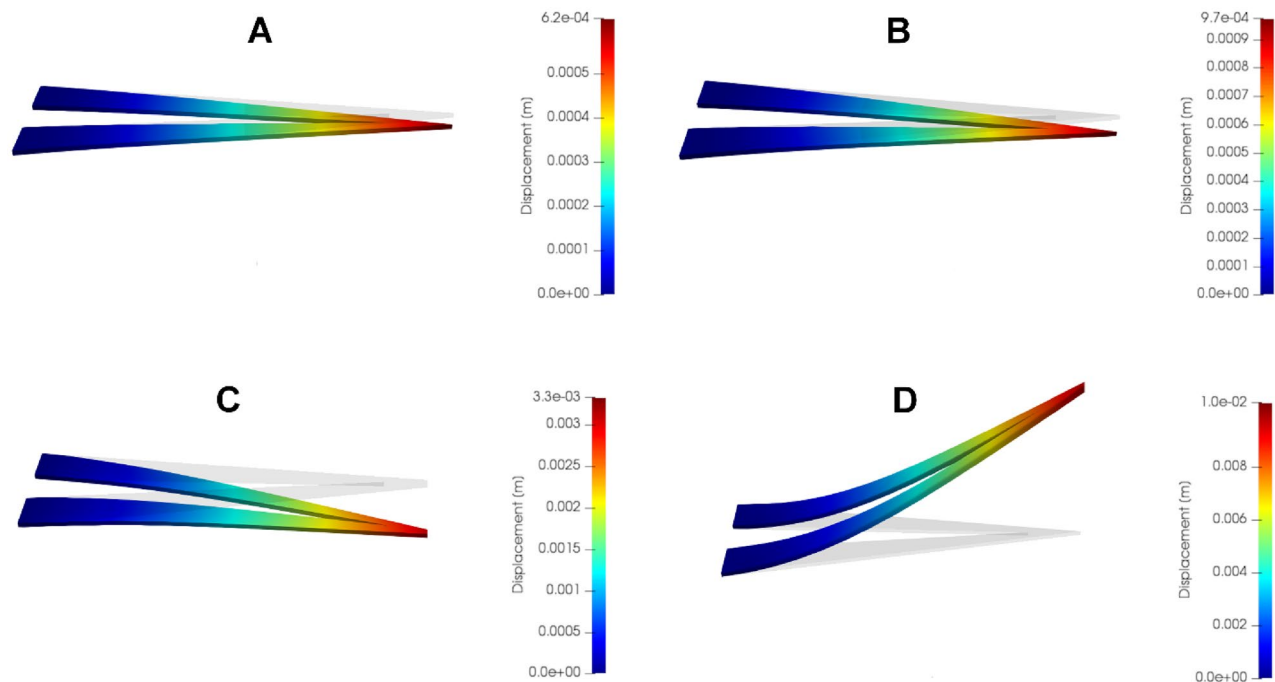 A
6.2e-04
0.0005
0.0004
0.0003
0.0002
0.0001
0.0e+00
Displacement (m)
B
9.7e-04
0.0009
0.0008
0.0007
0.0006
0.0005
0.0004
0.0003
0.0002
0.0001
0.0e+00
Displacement (m)
C
3.3e-03
0.003
0.0025
0.002
0.0015
0.001
0.0005
0.0e+00
Displacement (m)
D
1.0e-02
0.008
0.006
0.004
0.002
0.0e+00
Displacement (m)